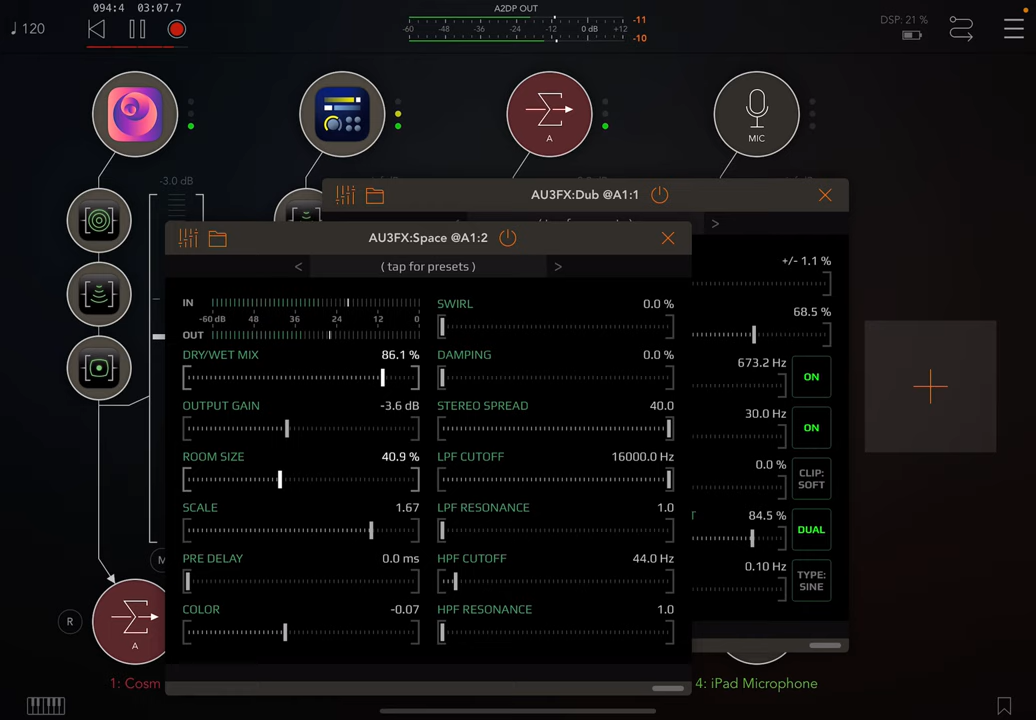 094:4 03:07.7
120
A2DP OUT
-60 -48 -36 -24 -12 0 dB +12
-11
-10
DSP: 21 %
A
MIC
-3.0 dB
AU3FX:Dub @A1:1
AU3FX:Space @A1:2
< ( tap for presets ) >
>
IN
-60 dB 48 36 24 12 0
OUT
DRY/WET MIX 86.1 %
OUTPUT GAIN -3.6 dB
ROOM SIZE 40.9 %
SCALE 1.67
PRE DELAY 0.0 ms
COLOR -0.07
SWIRL 0.0 %
DAMPING 0.0 %
STEREO SPREAD 40.0
LPF CUTOFF 16000.0 Hz
LPF RESONANCE 1.0
HPF CUTOFF 44.0 Hz
HPF RESONANCE 1.0
+/- 1.1 %
68.5 %
673.2 Hz ON
30.0 Hz ON
0.0 % CLIP:
SOFT
T 84.5 % DUAL
0.10 Hz TYPE:
SINE
M
R
A
1: Cosm
4: iPad Microphone